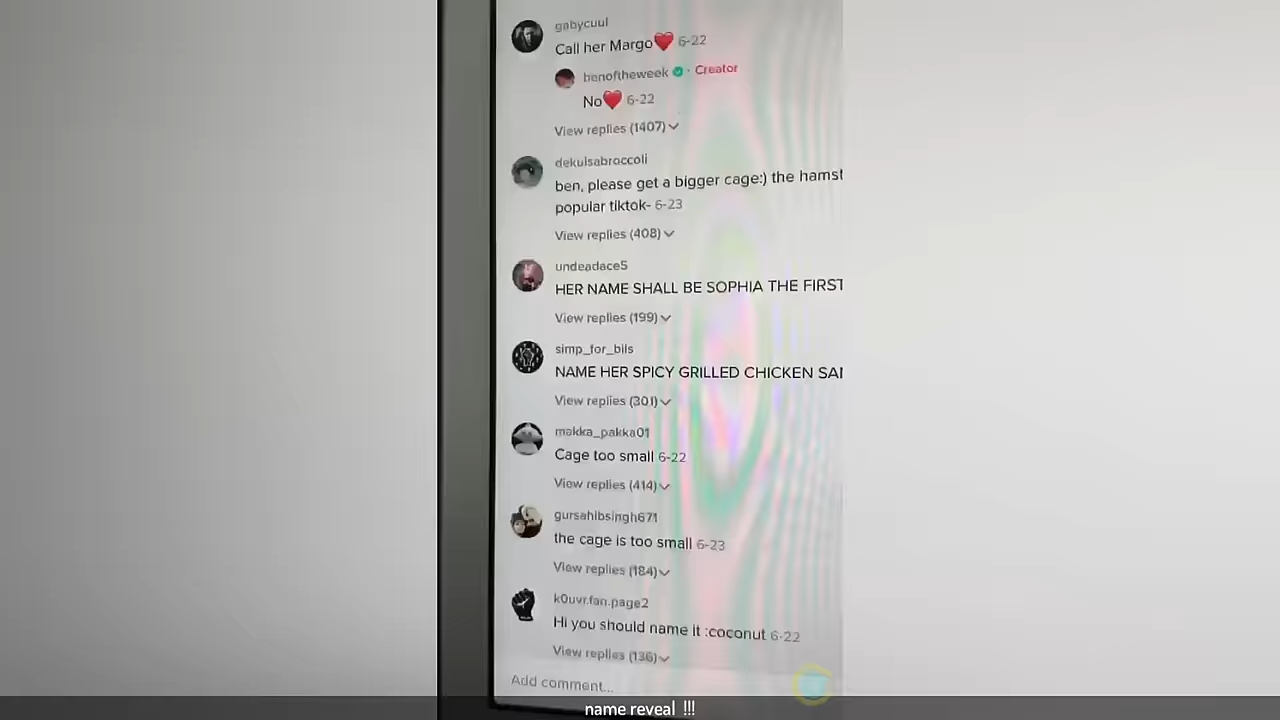 gabycuul
Call her Margo❤️ 6-22
benoftheweek · Creator
No❤️ 6-22
View replies (1407)
dekuisabroccoli
ben, please get a bigger cage:) the hamst
popular tiktok- 6-23
View replies (408)
undeadace5
HER NAME SHALL BE SOPHIA THE FIRST
View replies (199)
simp_for_bils
NAME HER SPICY GRILLED CHICKEN SAN
View replies (301)
makka_pakka01
Cage too small 6-22
View replies (414)
gursahibsingh671
the cage is too small 6-23
View replies (184)
k0uvr.fan.page2
Hi you should name it :coconut 6-22
View replies (136)
Add comment...
name reveal !!!